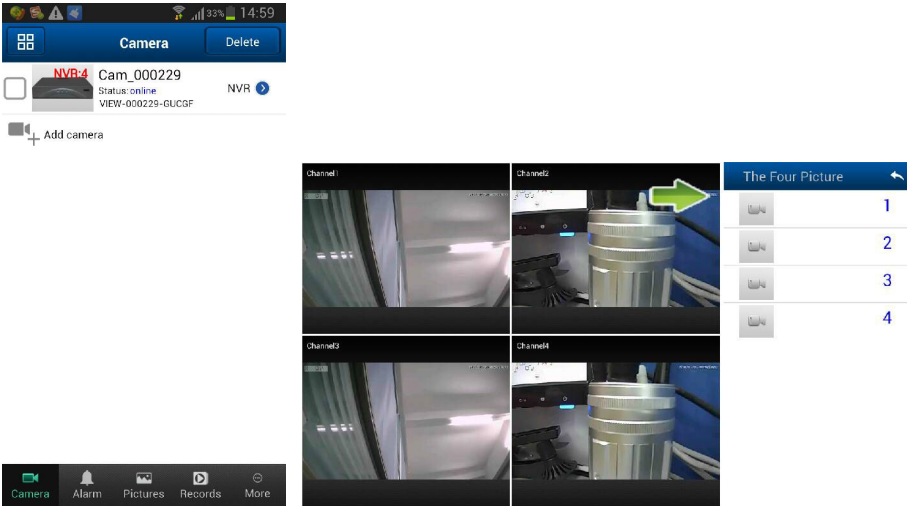 33% 14:59
Camera
Delete
NVR:4
Cam_000229
Status:online
VIEW-000229-GUCGF
NVR
Add camera
Camera
Alarm
Pictures
Records
More
Channel1
Channel2
Channel3
Channel4
The Four Picture
1
2
3
4